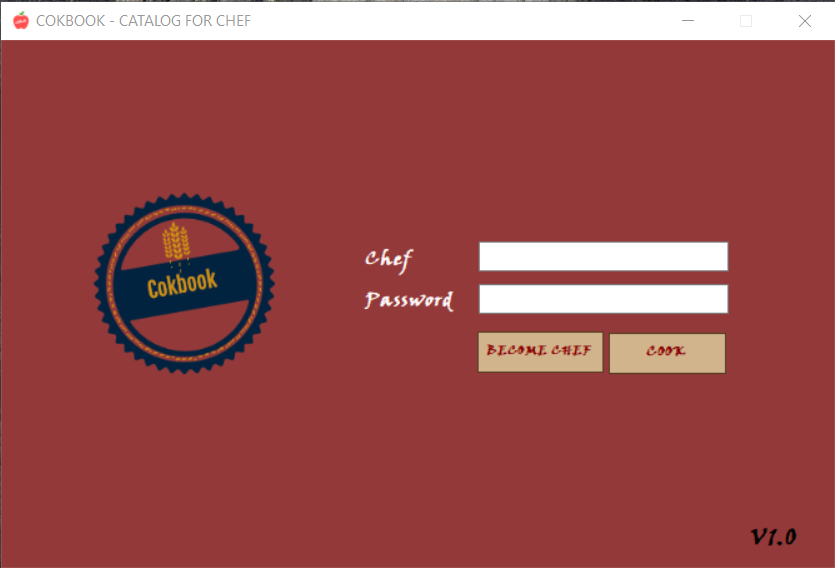 COKBOOK - CATALOG FOR CHEF
Cokbook
Chef
Password
BECOME CHEF
COOK
V1.0